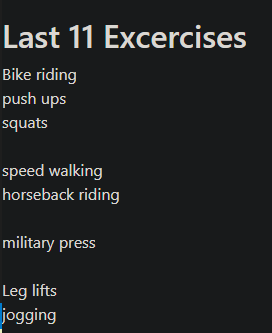 Last 11 Excercises
Bike riding
push ups
squats
speed walking
horseback riding
military press
Leg lifts
jogging